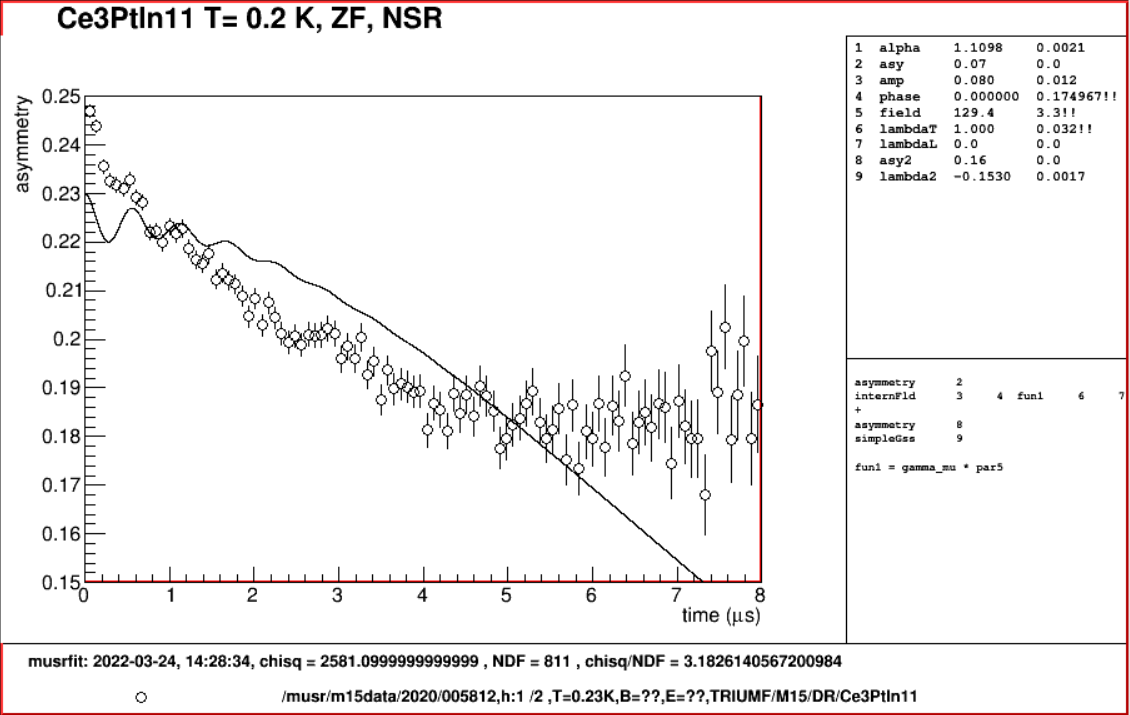 Ce3PtIn11 T= 0.2 K, ZF, NSR
1 alpha 1.1098 0.0021
2 asy 0.07 0.0
3 amp 0.080 0.012
4 phase 0.000000 0.174967!!
5 field 129.4 3.3!!
6 lambdaT 1.000 0.032!!
7 lambdaL 0.0 0.0
8 asy2 0.16 0.0
9 lambda2 -0.1530 0.0017
asymmetry
0.25
0.24
0.23
0.22
0.21
0.2
0.19
0.18
0.17
0.16
0.15
0 1 2 3 4 5 6 7 8
time (μs)
asymmetry 2
internFld 3 4 fun1 6 7
+
asymmetry 8
simpleGss 9
fun1 = gamma_mu * par5
musrfit: 2022-03-24, 14:28:34, chisq = 2581.0999999999999 , NDF = 811 , chisq/NDF = 3.1826140567200984
/musr/m15data/2020/005812,h:1 /2 ,T=0.23K,B=??,E=??,TRIUMF/M15/DR/Ce3PtIn11